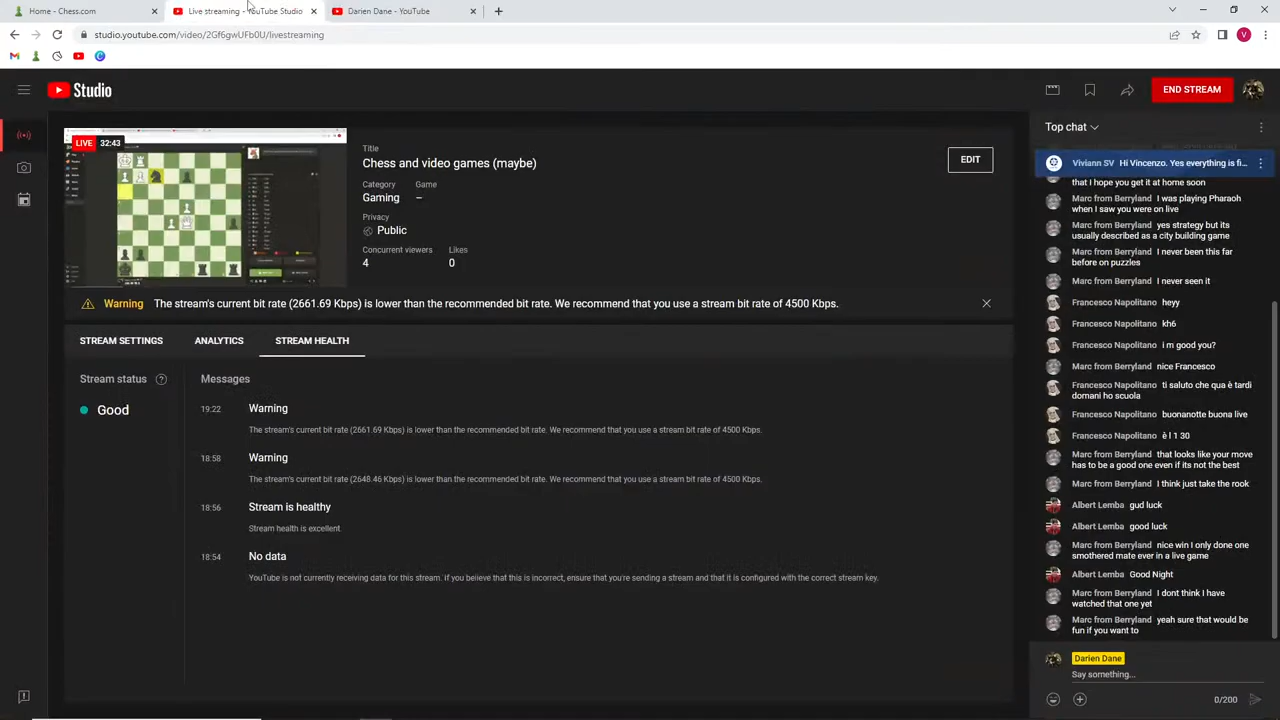 Home - Chess.com
Live streaming - YouTube Studio
Darien Dane - YouTube
studio.youtube.com/video/2Gf6gwUFb0U/livestreaming
V
Studio
END STREAM
LIVE 32:43
Title
Chess and video games (maybe)
EDIT
Category Game
Gaming –
Privacy
Public
Concurrent viewers Likes
4 0
Warning The stream's current bit rate (2661.69 Kbps) is lower than the recommended bit rate. We recommend that you use a stream bit rate of 4500 Kbps.
STREAM SETTINGS ANALYTICS STREAM HEALTH
Stream status
Good
Messages
19:22 Warning
The stream's current bit rate (2661.69 Kbps) is lower than the recommended bit rate. We recommend that you use a stream bit rate of 4500 Kbps.
18:58 Warning
The stream's current bit rate (2648.46 Kbps) is lower than the recommended bit rate. We recommend that you use a stream bit rate of 4500 Kbps.
18:56 Stream is healthy
Stream health is excellent.
18:54 No data
YouTube is not currently receiving data for this stream. If you believe that this is incorrect, ensure that you're sending a stream and that it is configured with the correct stream key.
Top chat
Viviann SV Hi Vincenzo. Yes everything is fi...
that I hope you get it at home soon
Marc from Berryland I was playing Pharaoh
when I saw you were on live
Marc from Berryland yes strategy but its
usually described as a city building game
Marc from Berryland I never been this far
before on puzzles
Marc from Berryland I never seen it
Francesco Napolitano heyy
Francesco Napolitano kh6
Francesco Napolitano i m good you?
Marc from Berryland nice Francesco
Francesco Napolitano ti saluto che qua è tardi
domani ho scuola
Francesco Napolitano buonanotte buona live
Francesco Napolitano è l 1 30
Marc from Berryland that looks like your move
has to be a good one even if its not the best
Marc from Berryland I think just take the rook
Albert Lemba gud luck
Albert Lemba good luck
Marc from Berryland nice win I only done one
smothered mate ever in a live game
Albert Lemba Good Night
Marc from Berryland I dont think I have
watched that one yet
Marc from Berryland yeah sure that would be
fun if you want to
Darien Dane
Say something...
0/200